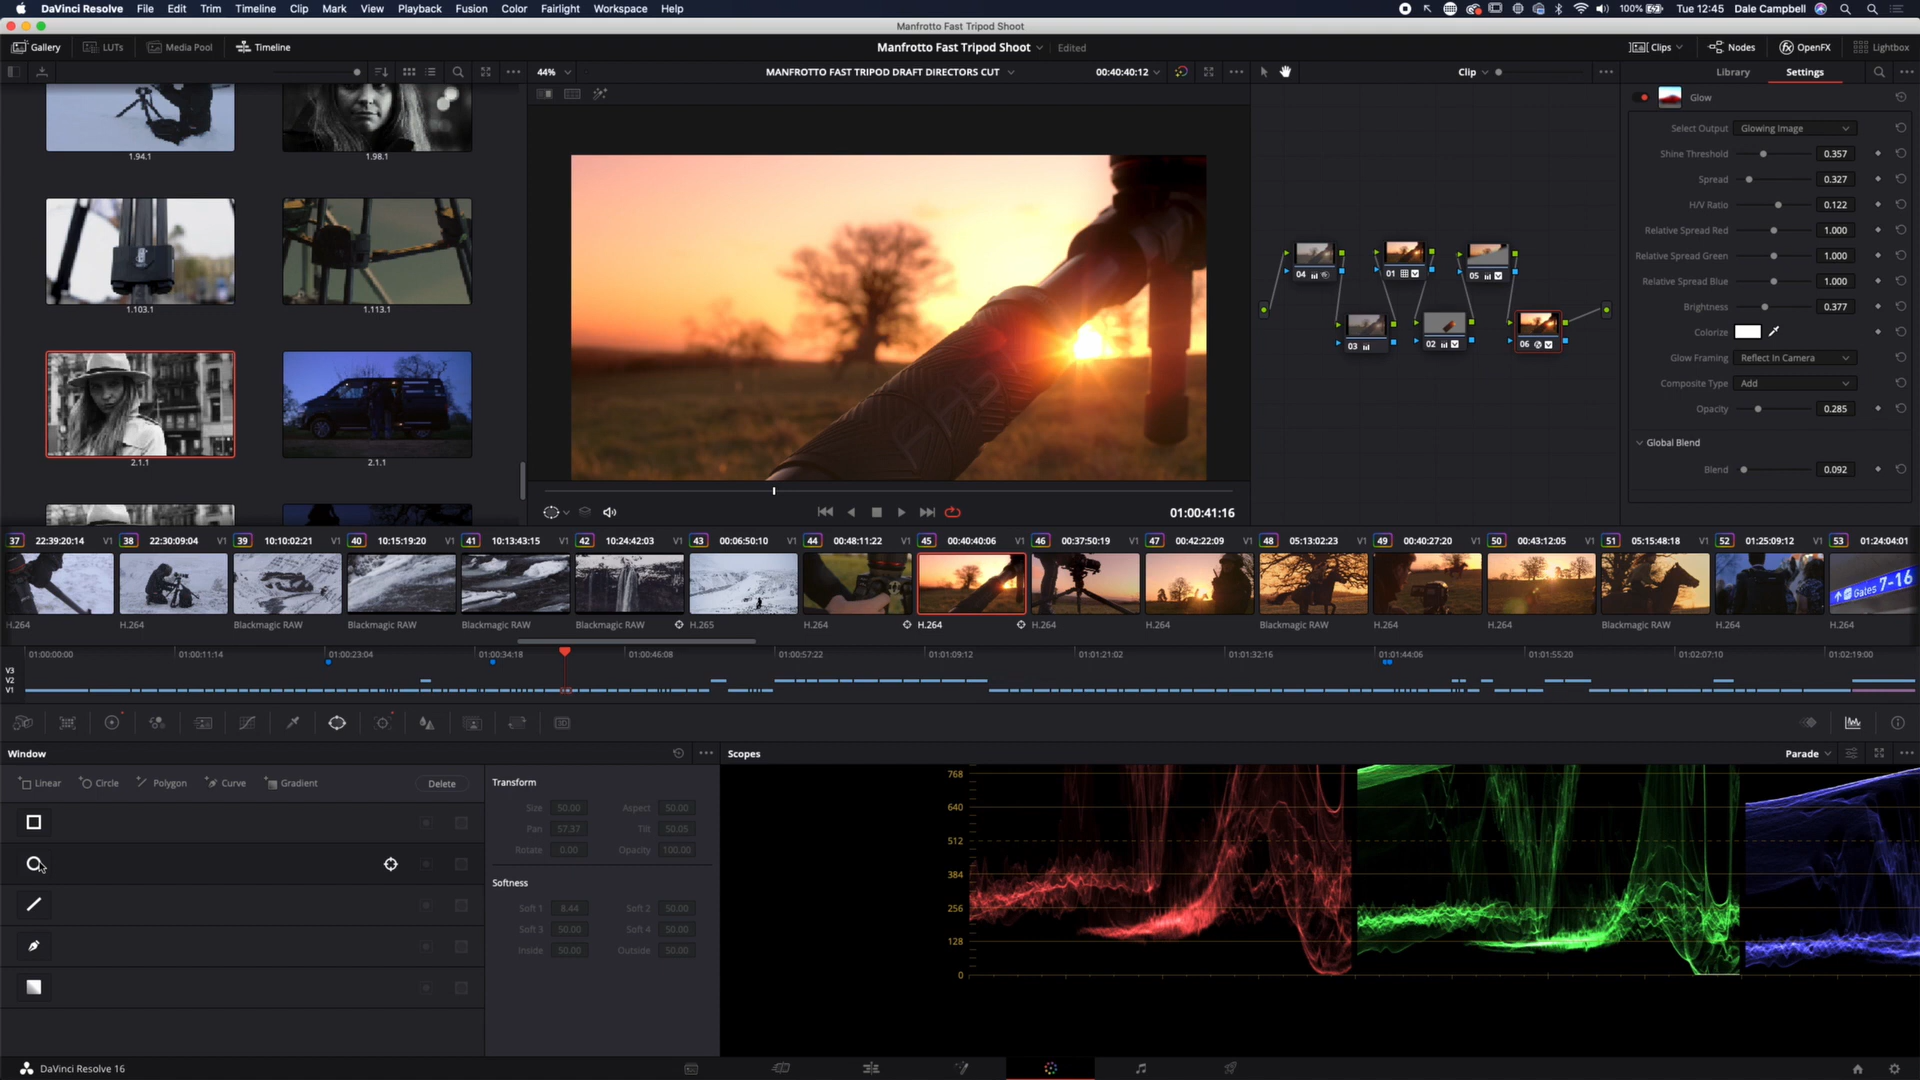 DaVinci Resolve File Edit Trim Timeline Clip Mark View Playback Fusion Color Fairlight Workspace Help 100% Tue 12:45 Dale Campbell
Manfrotto Fast Tripod Shoot
Gallery LUTs Media Pool Timeline Manfrotto Fast Tripod Shoot Edited Clips Nodes OpenFX Lightbox
44% MANFROTTO FAST TRIPOD DRAFT DIRECTORS CUT 00:40:40:12 Clip Library Settings
Glow
Select Output Glowing Image
Shine Threshold 0.357
Spread 0.327
H/V Ratio 0.122
Relative Spread Red 1.000
Relative Spread Green 1.000
Relative Spread Blue 1.000
Brightness 0.377
Colorize
Glow Framing Reflect In Camera
Composite Type Add
Opacity 0.285
Global Blend
Blend 0.092
1.94.1 1.98.1
1.103.1 1.113.1
2.1.1 2.1.1
04 01 05
03 02 06
01:00:41:16
37 22:39:20:14 V1 38 22:30:09:04 V1 39 10:10:02:21 V1 40 10:15:19:20 V1 41 10:13:43:15 V1 42 10:24:42:03 V1 43 00:06:50:10 V1 44 00:48:11:22 V1 45 00:40:40:06 V1 46 00:37:50:19 V1 47 00:42:22:09 V1 48 05:13:02:23 V1 49 00:40:27:20 V1 50 00:43:12:05 V1 51 05:15:48:18 V1 52 01:25:09:12 V1 53 01:24:04:01
Gates 7-16
H.264 H.264 Blackmagic RAW Blackmagic RAW Blackmagic RAW Blackmagic RAW H.265 H.264 H.264 H.264 H.264 Blackmagic RAW H.264 H.264 Blackmagic RAW H.264 H.264
01:00:00:00 01:00:11:14 01:00:23:04 01:00:34:18 01:00:46:08 01:00:57:22 01:01:09:12 01:01:21:02 01:01:32:16 01:01:44:06 01:01:55:20 01:02:07:10 01:02:19:00
V3
V2
V1
Window Scopes Parade
Linear Circle Polygon Curve Gradient Delete
Transform
Size 50.00 Aspect 50.00
Pan 57.37 Tilt 50.05
Rotate 0.00 Opacity 100.00
Softness
Soft 1 8.44 Soft 2 50.00
Soft 3 50.00 Soft 4 50.00
Inside 50.00 Outside 50.00
768
640
512
384
256
128
0
DaVinci Resolve 16